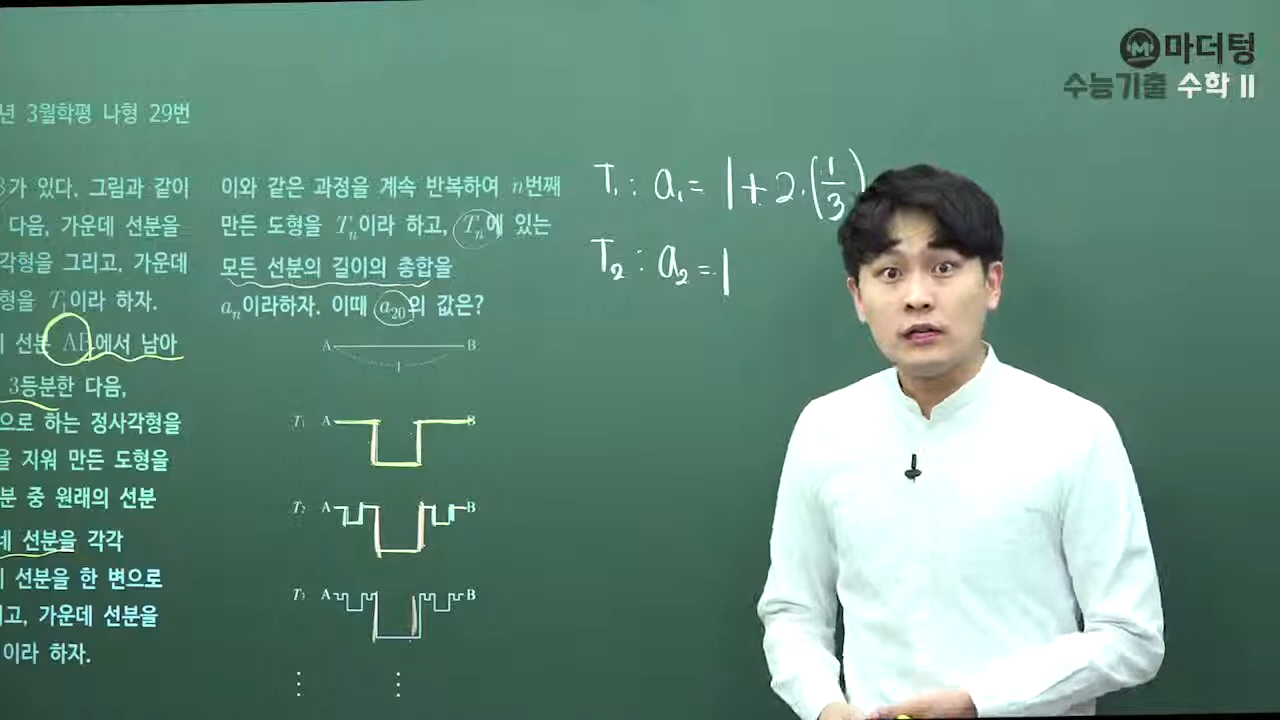 마더텅
수능기출 수학 II
년 3월학평 나형 29번
가 있다. 그림과 같이
다음, 가운데 선분을
각형을 그리고, 가운데
형을 T₁이라 하자.
선분 AB에서 남아
3등분한 다음,
으로 하는 정사각형을
을 지워 만든 도형을
분 중 원래의 선분
데 선분을 각각
선분을 한 변으로
리고, 가운데 선분을
이라 하자.
이와 같은 과정을 계속 반복하여 n번째
만든 도형을 Tₙ이라 하고, Tₙ에 있는
모든 선분의 길이의 총합을
aₙ이라하자. 이때 a₂₀의 값은?
A B
1
T₁ A B
T₂ A B
T₃ A B
⋮ ⋮
T₁ : a₁ = 1 + 2·(1/3)
T₂ : a₂ = 1